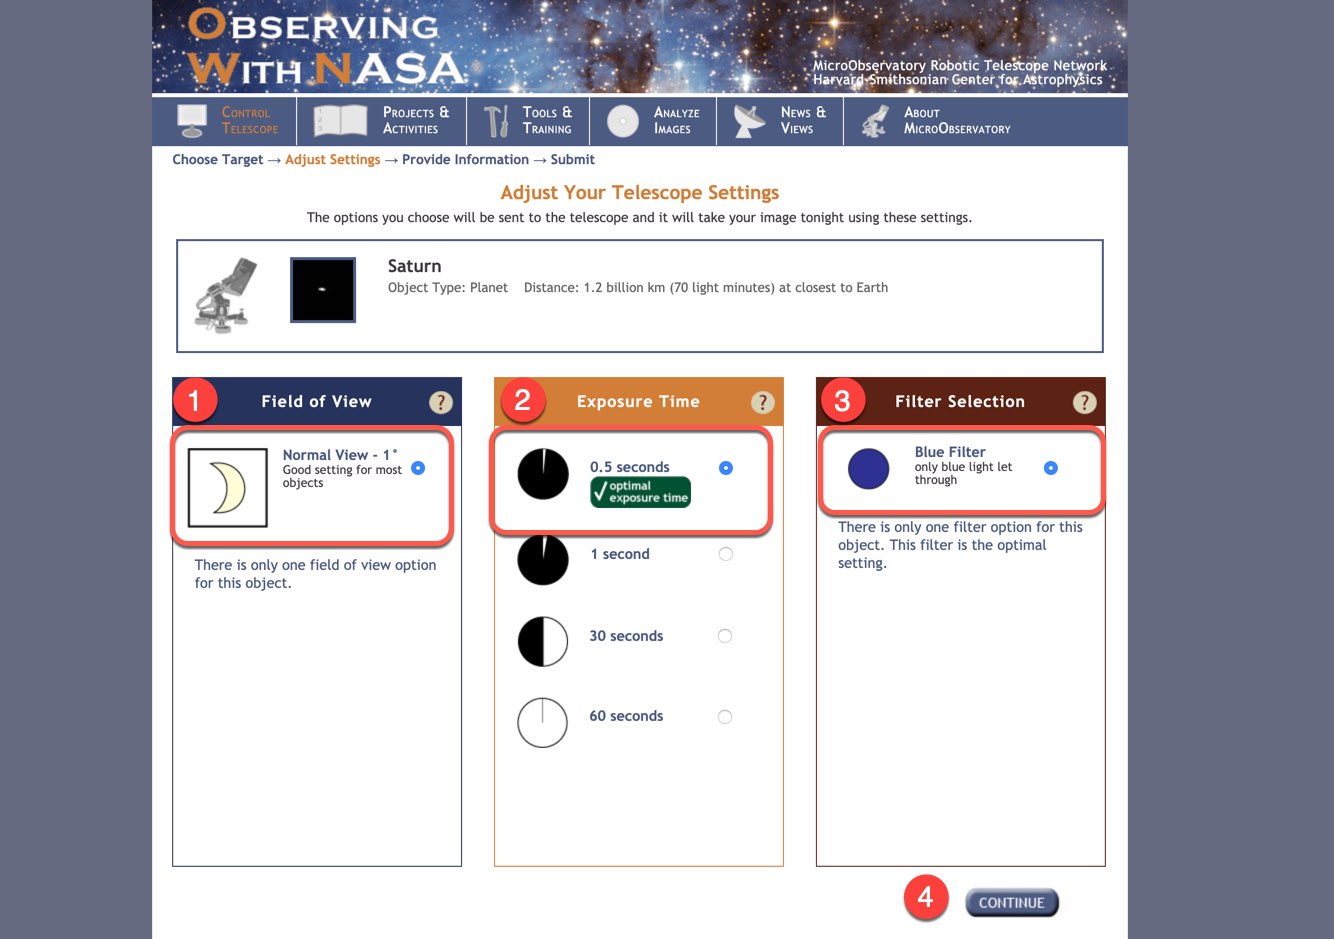 OBSERVING
WITH NASA
MicroObservatory Robotic Telescope Network
Harvard-Smithsonian Center for Astrophysics
CONTROL
TELESCOPE
PROJECTS &
ACTIVITIES
TOOLS &
TRAINING
ANALYZE
IMAGES
NEWS &
VIEWS
ABOUT
MICROOBSERVATORY
Choose Target → Adjust Settings → Provide Information → Submit
Adjust Your Telescope Settings
The options you choose will be sent to the telescope and it will take your image tonight using these settings.
Saturn
Object Type: Planet Distance: 1.2 billion km (70 light minutes) at closest to Earth
1 Field of View ?
Normal View - 1°
Good setting for most
objects
There is only one field of view option
for this object.
2 Exposure Time ?
0.5 seconds
optimal
exposure time
1 second
30 seconds
60 seconds
3 Filter Selection ?
Blue Filter
only blue light let
through
There is only one filter option for this
object. This filter is the optimal
setting.
4 CONTINUE